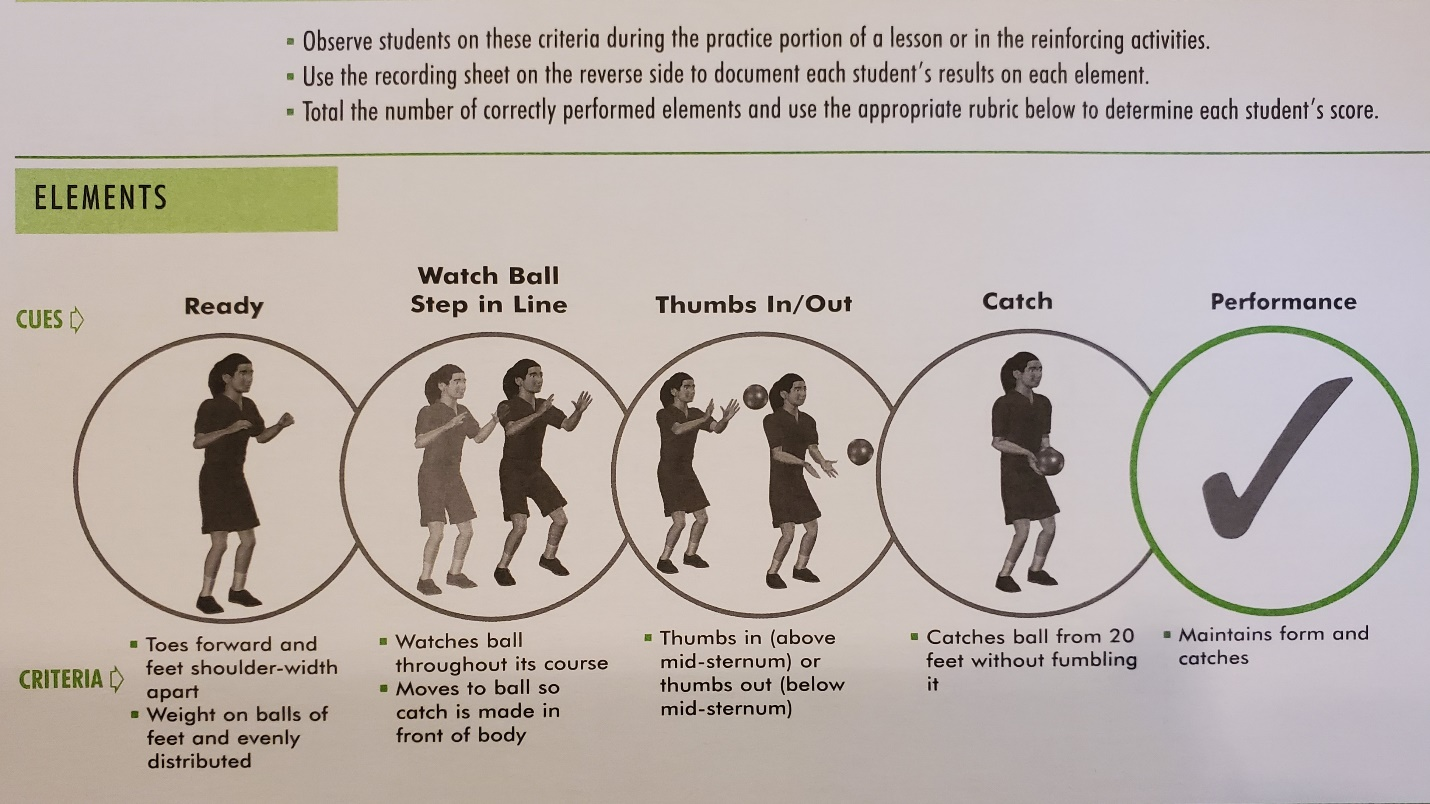 Observe students on these criteria during the practice portion of a lesson or in the reinforcing activities.
Use the recording sheet on the reverse side to document each student's results on each element.
Total the number of correctly performed elements and use the appropriate rubric below to determine each student's score.
ELEMENTS
CUES
Ready
Watch Ball
Step in Line
Thumbs In/Out
Catch
Performance
CRITERIA
Toes forward and
feet shoulder-width
apart
Weight on balls of
feet and evenly
distributed
Watches ball
throughout its course
Moves to ball so
catch is made in
front of body
Thumbs in (above
mid-sternum) or
thumbs out (below
mid-sternum)
Catches ball from 20
feet without fumbling
it
Maintains form and
catches